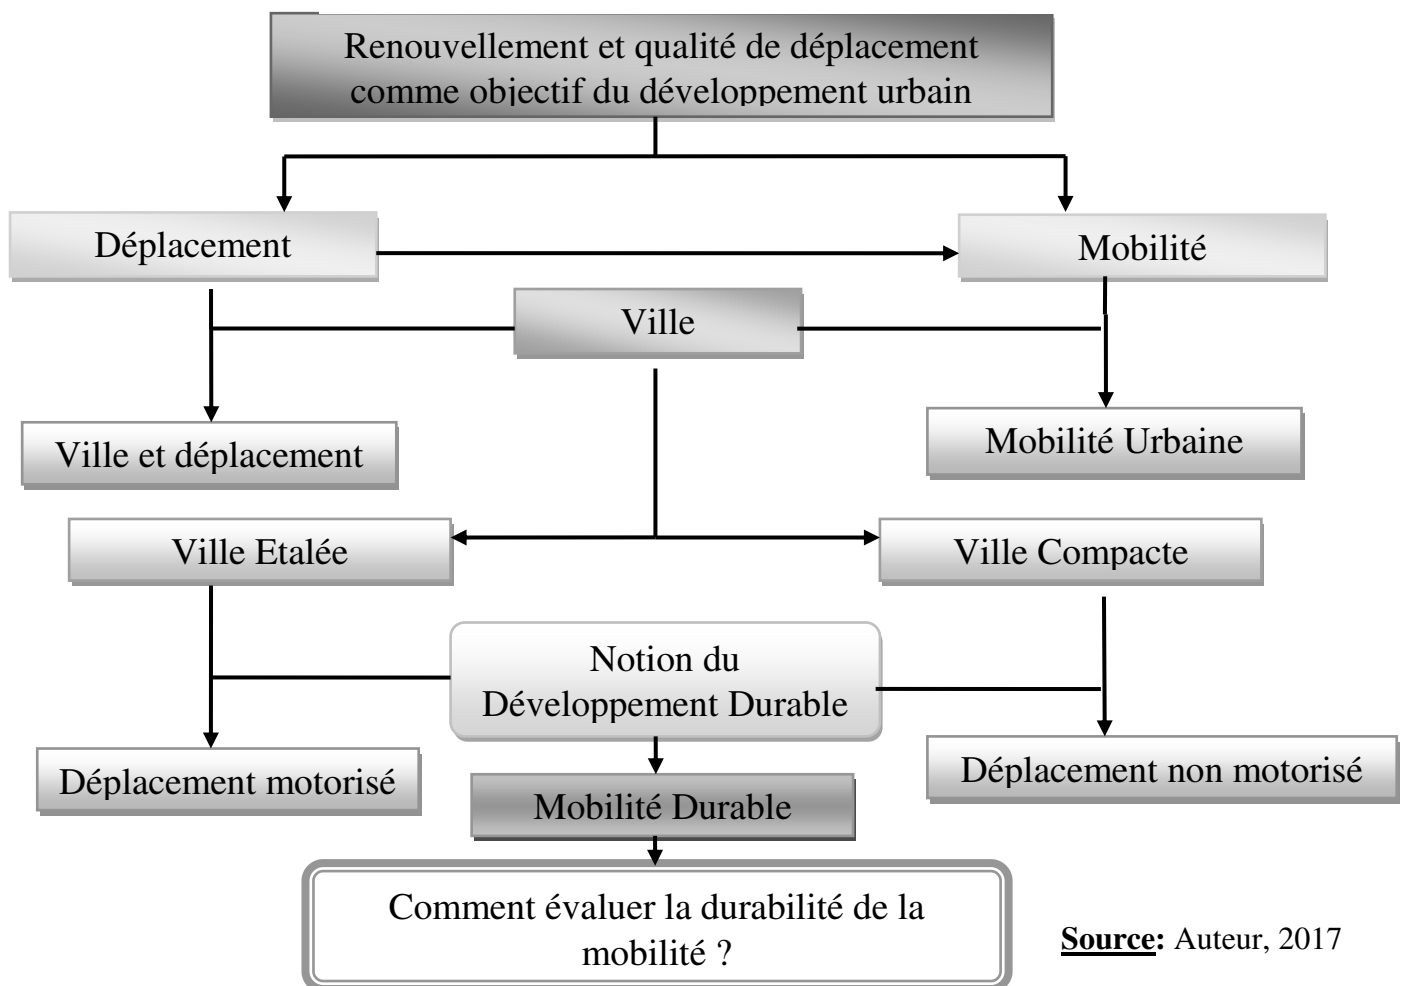 Renouvellement et qualité de déplacement
comme objectif du développement urbain
Déplacement
Mobilité
Ville
Ville et déplacement
Mobilité Urbaine
Ville Etalée
Ville Compacte
Notion du
Développement Durable
Déplacement motorisé
Déplacement non motorisé
Mobilité Durable
Comment évaluer la durabilité de la
mobilité ?
Source: Auteur, 2017